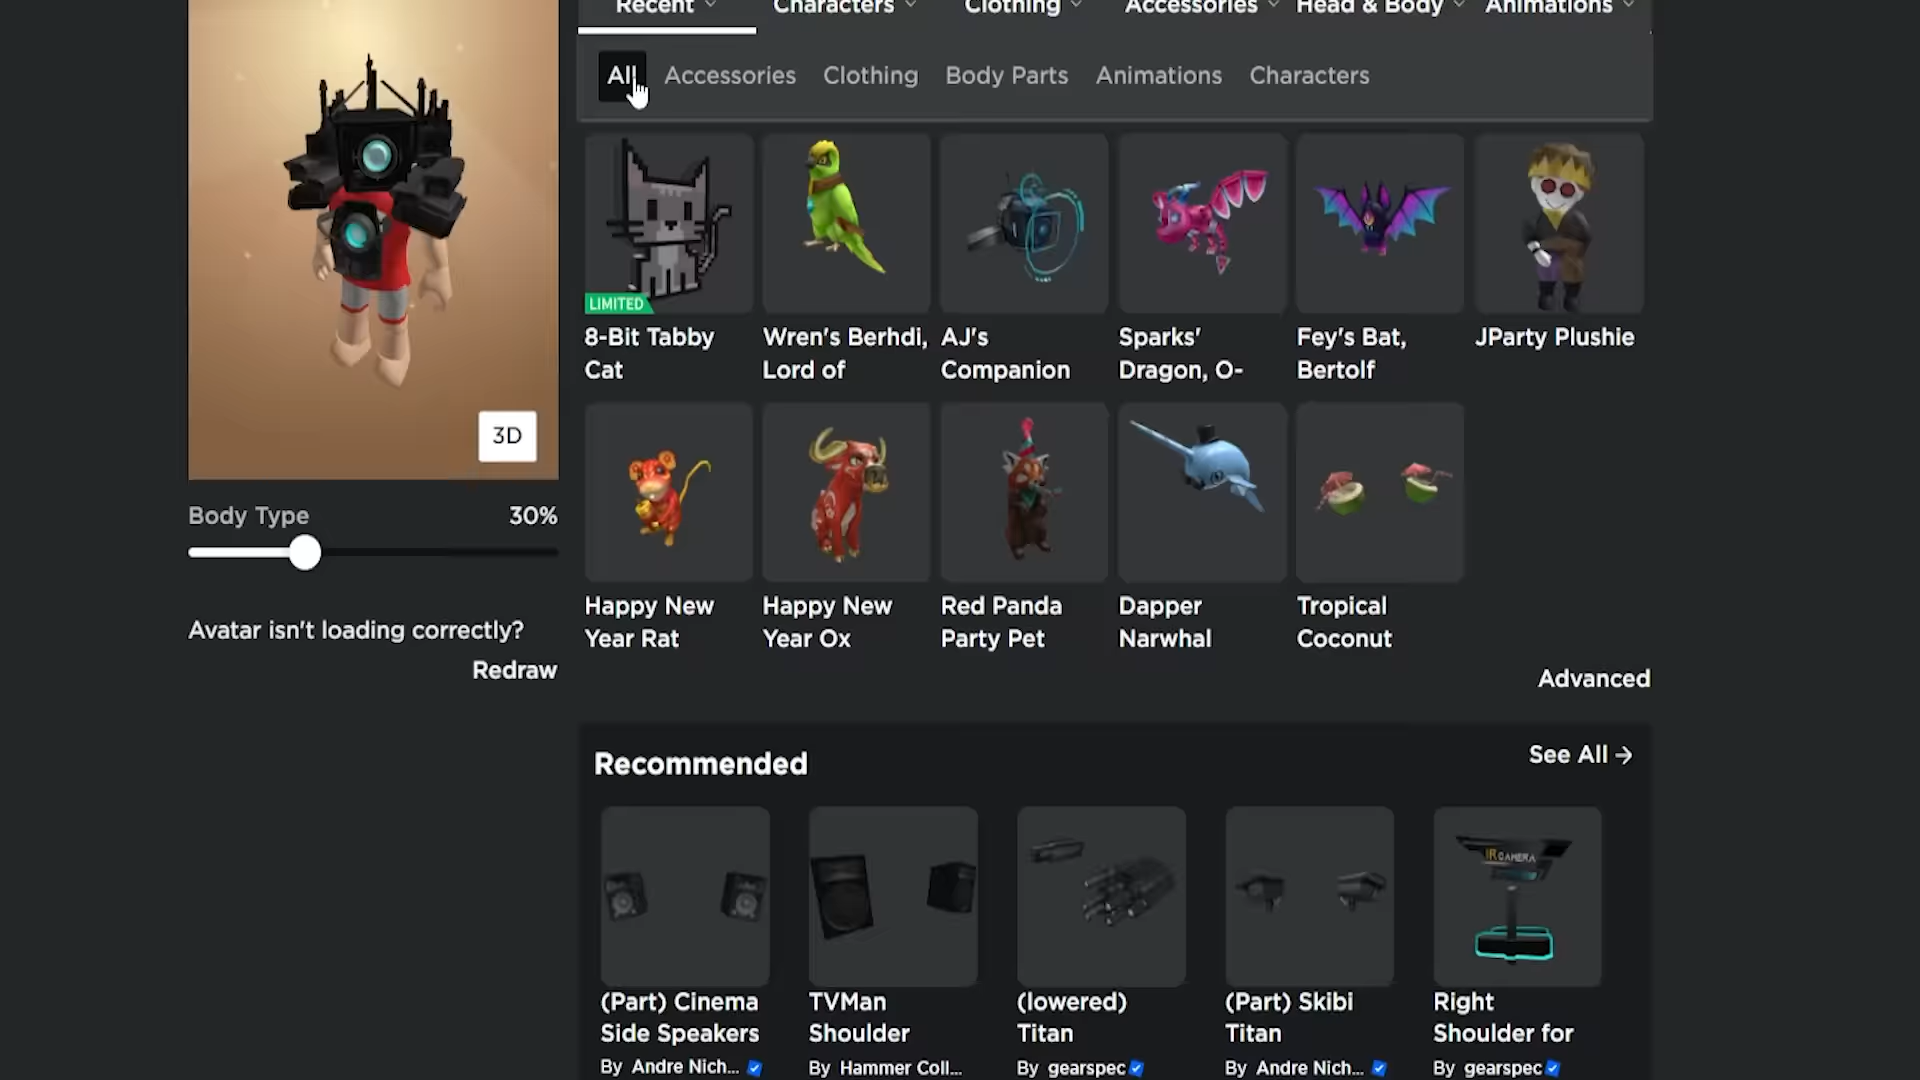 Recent Characters Clothing Accessories Head & Body Animations
All Accessories Clothing Body Parts Animations Characters
LIMITED
8-Bit Tabby
Cat
Wren's Berhdi,
Lord of
AJ's
Companion
Sparks'
Dragon, O-
Fey's Bat,
Bertolf
JParty Plushie
3D
Body Type 30%
Avatar isn't loading correctly?
Redraw
Happy New
Year Rat
Happy New
Year Ox
Red Panda
Party Pet
Dapper
Narwhal
Tropical
Coconut
Advanced
Recommended
See All
IR CAMERA
(Part) Cinema
Side Speakers
By Andre Nich...
TVMan
Shoulder
By Hammer Coll...
(lowered)
Titan
By gearspec
(Part) Skibi
Titan
By Andre Nich...
Right
Shoulder for
By gearspec